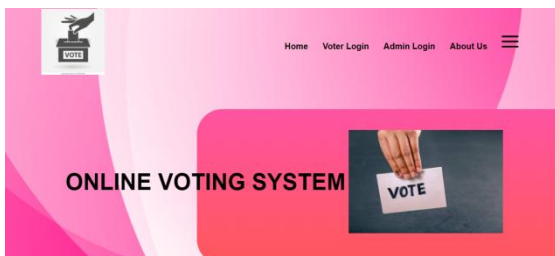 VOTE
Home Voter Login Admin Login About Us
ONLINE VOTING SYSTEM
VOTE